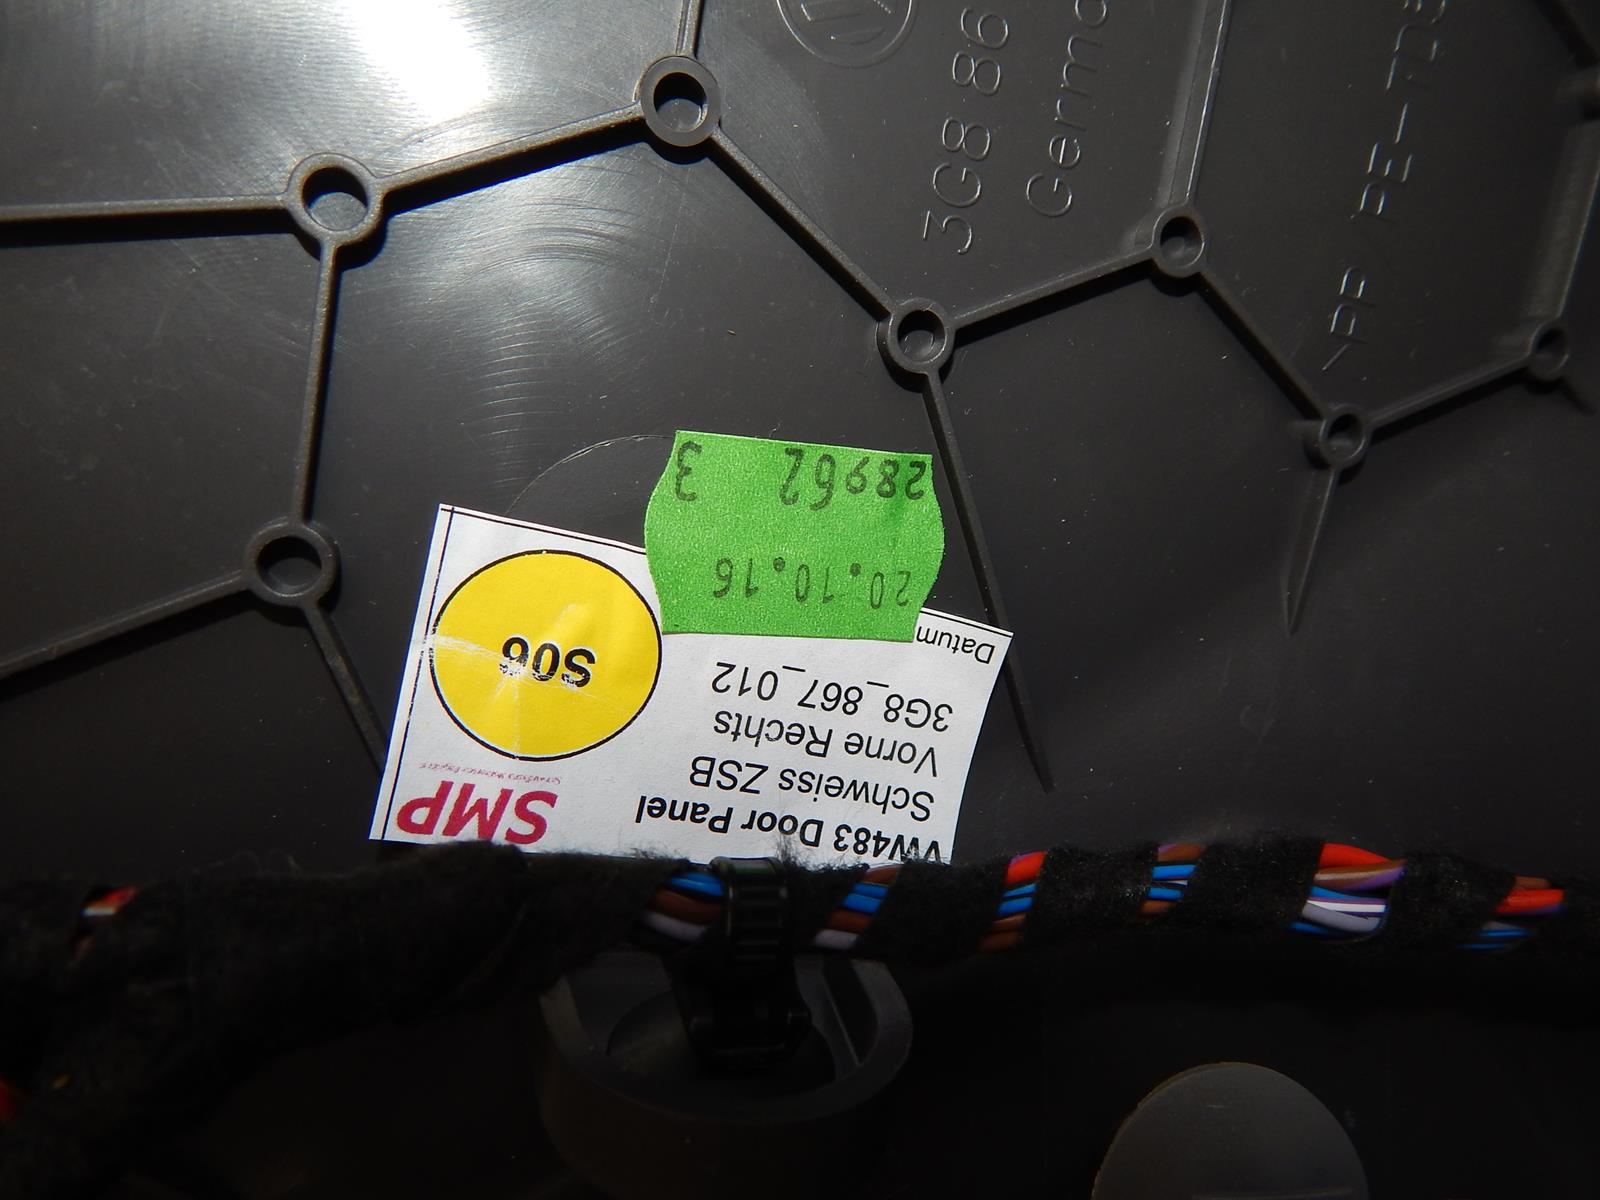 VW483 Door Panel
Schweiss ZSB
Vorne Rechts
3G8_867_012
Datum
SMP
S06
20.10.16
28962 3
3G8 86
Germa
>PP/PE-TD